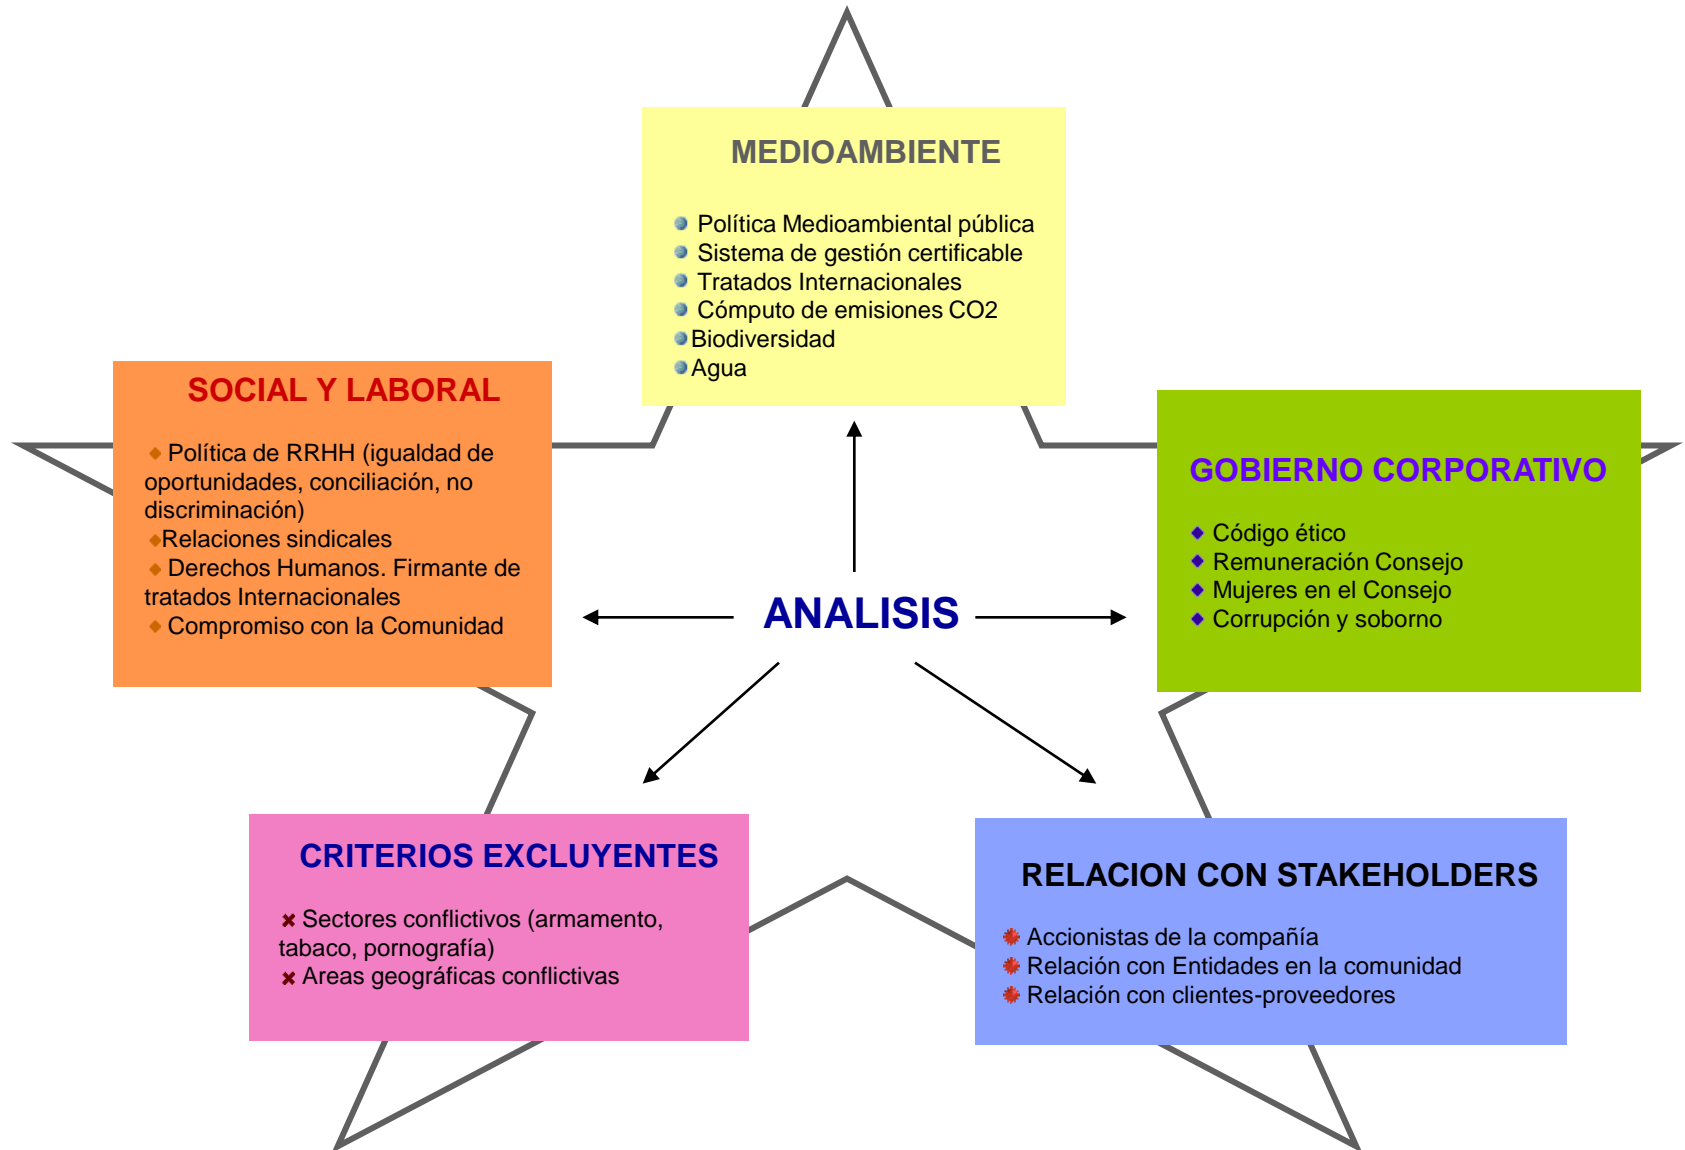 MEDIOAMBIENTE
Política Medioambiental pública
Sistema de gestión certificable
Tratados Internacionales
Cómputo de emisiones CO2
Biodiversidad
Agua
SOCIAL Y LABORAL
Política de RRHH (igualdad de
oportunidades, conciliación, no
discriminación)
Relaciones sindicales
Derechos Humanos. Firmante de
tratados Internacionales
Compromiso con la Comunidad
GOBIERNO CORPORATIVO
Código ético
Remuneración Consejo
Mujeres en el Consejo
Corrupción y soborno
ANALISIS
CRITERIOS EXCLUYENTES
Sectores conflictivos (armamento,
tabaco, pornografía)
Areas geográficas conflictivas
RELACION CON STAKEHOLDERS
Accionistas de la compañía
Relación con Entidades en la comunidad
Relación con clientes-proveedores